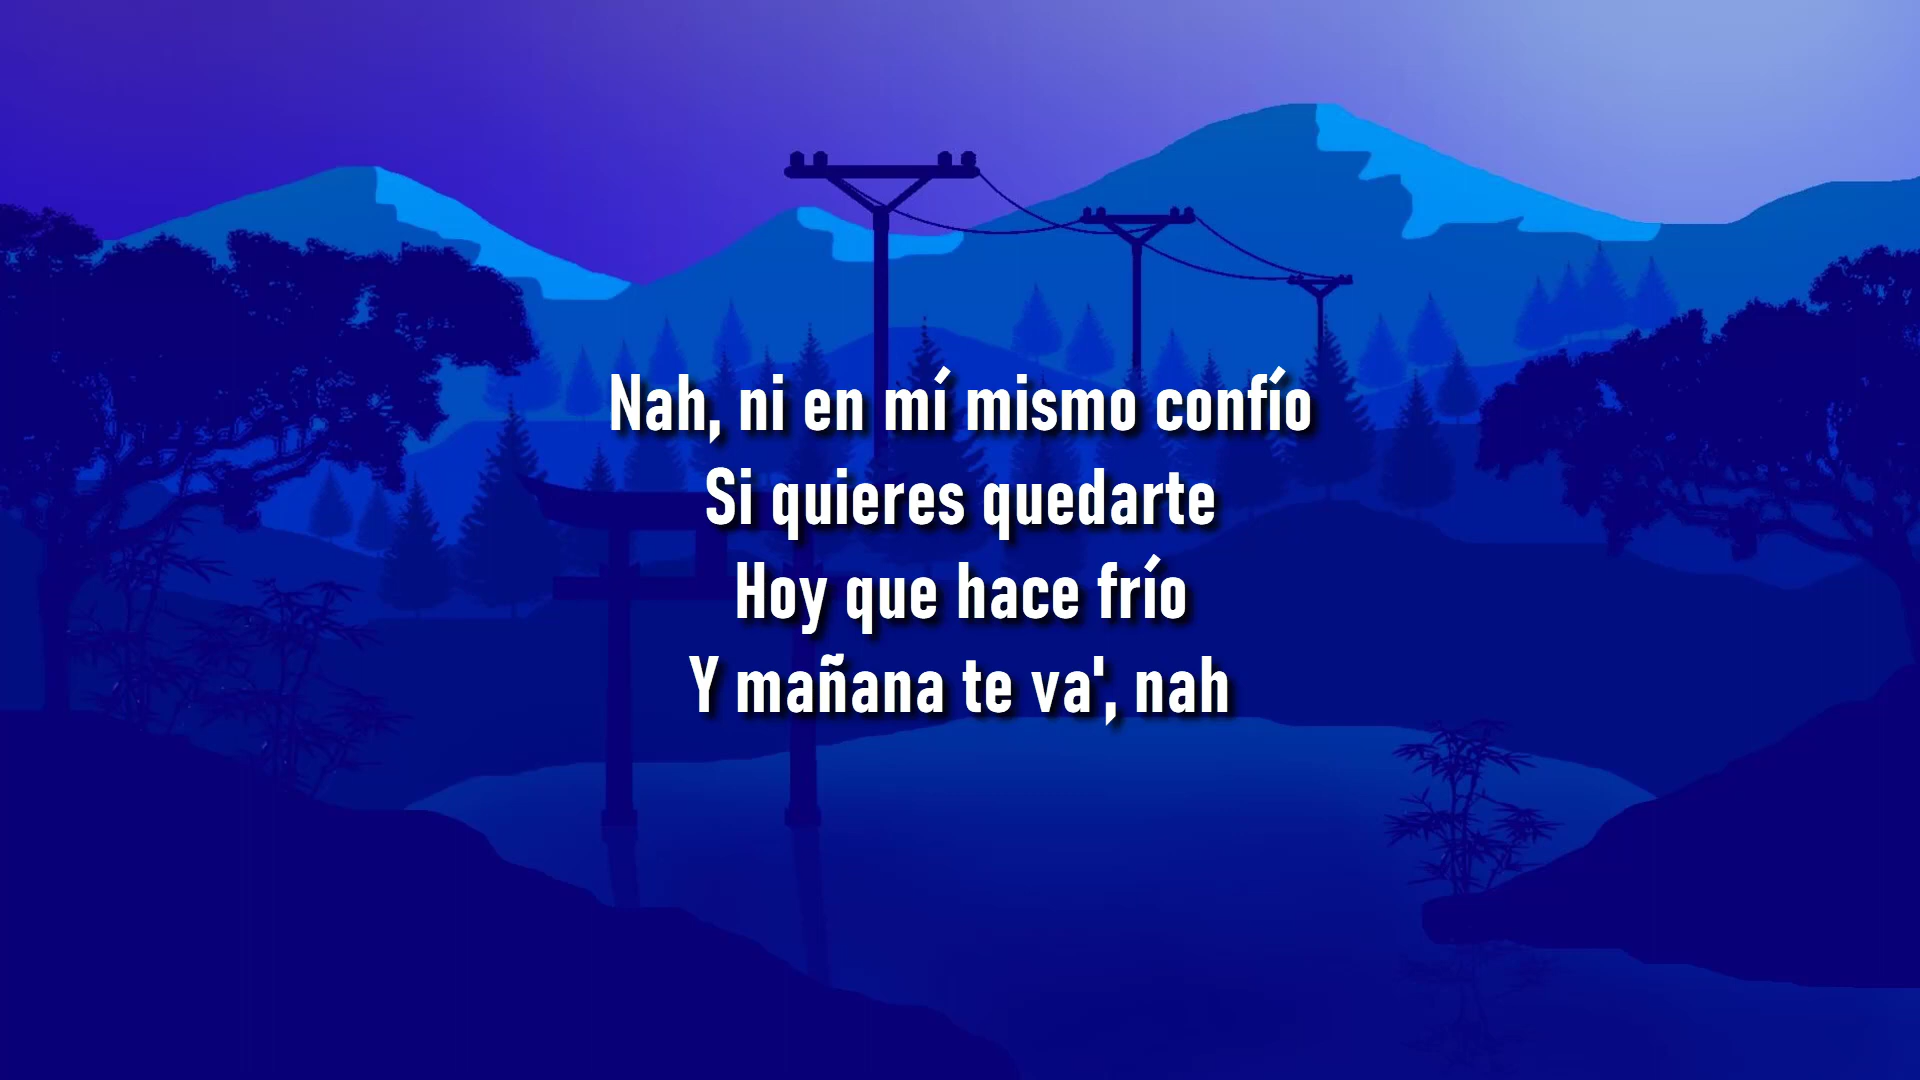 Nah, ni en mí mismo confío
Si quieres quedarte
Hoy que hace frío
Y mañana te va', nah